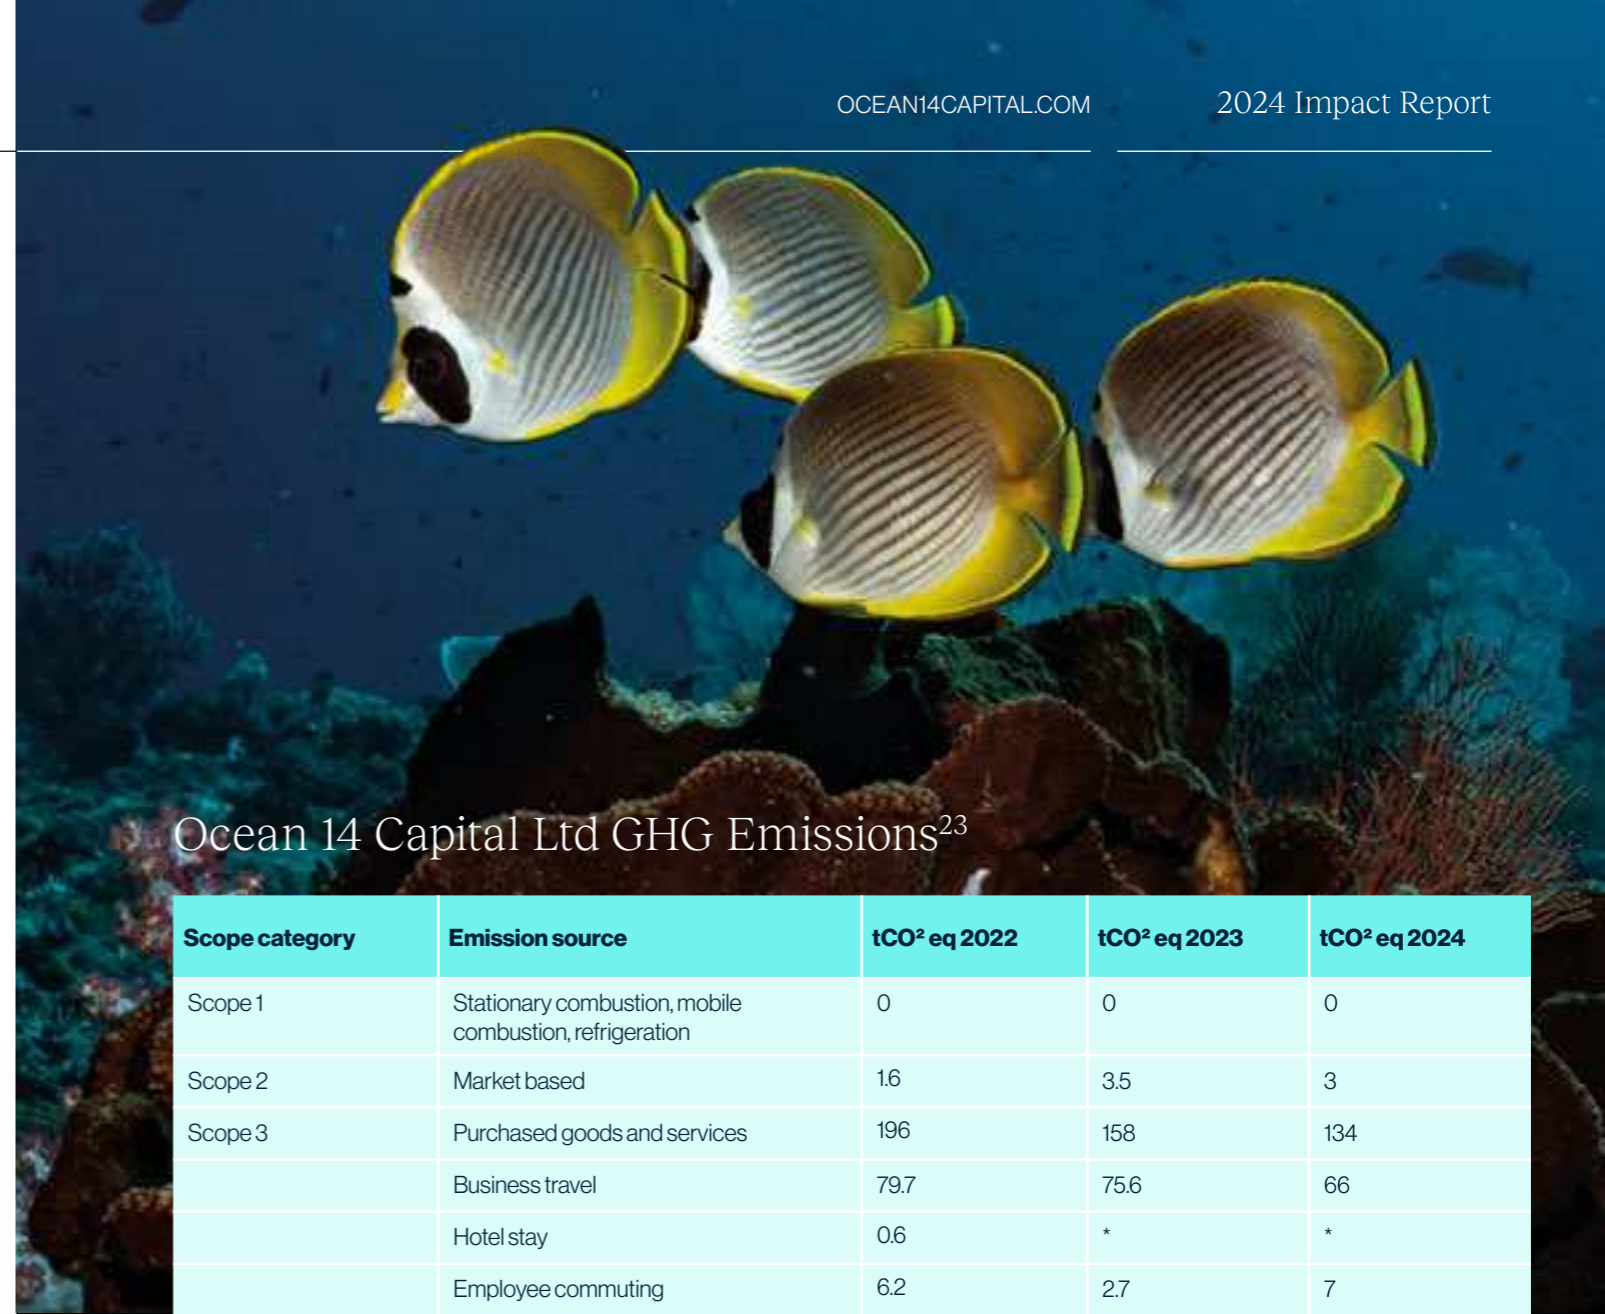 OCEAN14CAPITAL.COM
2024 Impact Report
Ocean 14 Capital Ltd GHG Emissions²³
Scope category Emission source tCO² eq 2022 tCO² eq 2023 tCO² eq 2024
Scope 1 Stationary combustion, mobile 0 0 0
combustion, refrigeration
Scope 2 Market based 1.6 3.5 3
Scope 3 Purchased goods and services 196 158 134
Business travel 79.7 75.6 66
Hotel stay 0.6 * *
Employee commuting 6.2 2.7 7